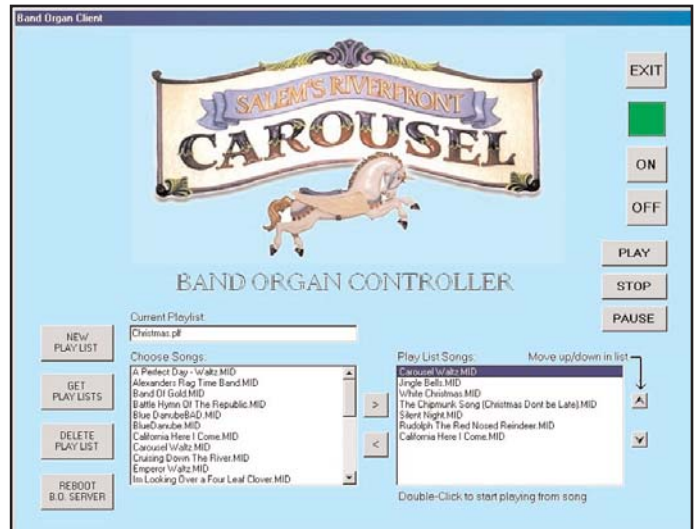 Band Organ Client
SALEM'S RIVERFRONT
CAROUSEL
BAND ORGAN CONTROLLER
EXIT
ON
OFF
PLAY
STOP
PAUSE
NEW
PLAY LIST
GET
PLAY LISTS
DELETE
PLAY LIST
REBOOT
B.O. SERVER
Current Playlist:
Christmas.plf
Choose Songs:
A Perfect Day - Waltz.MID
Alexanders Rag Time Band.MID
Band Of Gold.MID
Battle Hymn Of The Republic.MID
Blue DanubeBAD.MID
BlueDanube.MID
California Here I Come.MID
Carousel Waltz.MID
Cruising Down The River.MID
Emperor Waltz.MID
Im Looking Over a Four Leaf Clover.MID
>
<
Play List Songs:
Move up/down in list
Carousel Waltz.MID
Jingle Bells.MID
White Christmas.MID
The Chipmunk Song (Christmas Dont be Late).MID
Silent Night.MID
Rudolph The Red Nosed Reindeer.MID
California Here I Come.MID
Double-Click to start playing from song